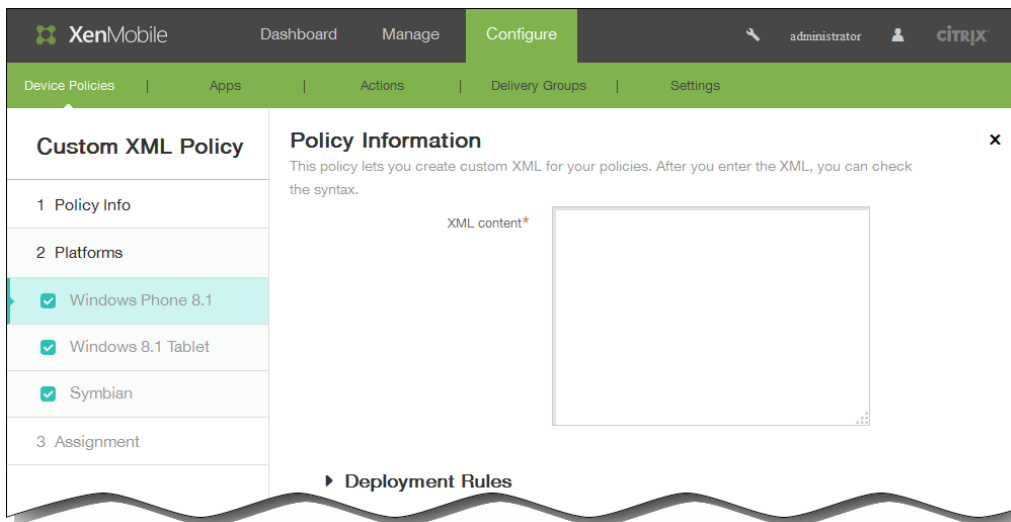 XenMobile
Dashboard Manage Configure administrator CİTRIX
Device Policies | Apps | Actions | Delivery Groups | Settings
Custom XML Policy
1 Policy Info
2 Platforms
Windows Phone 8.1
Windows 8.1 Tablet
Symbian
3 Assignment
Policy Information
This policy lets you create custom XML for your policies. After you enter the XML, you can check
the syntax.
XML content*
Deployment Rules